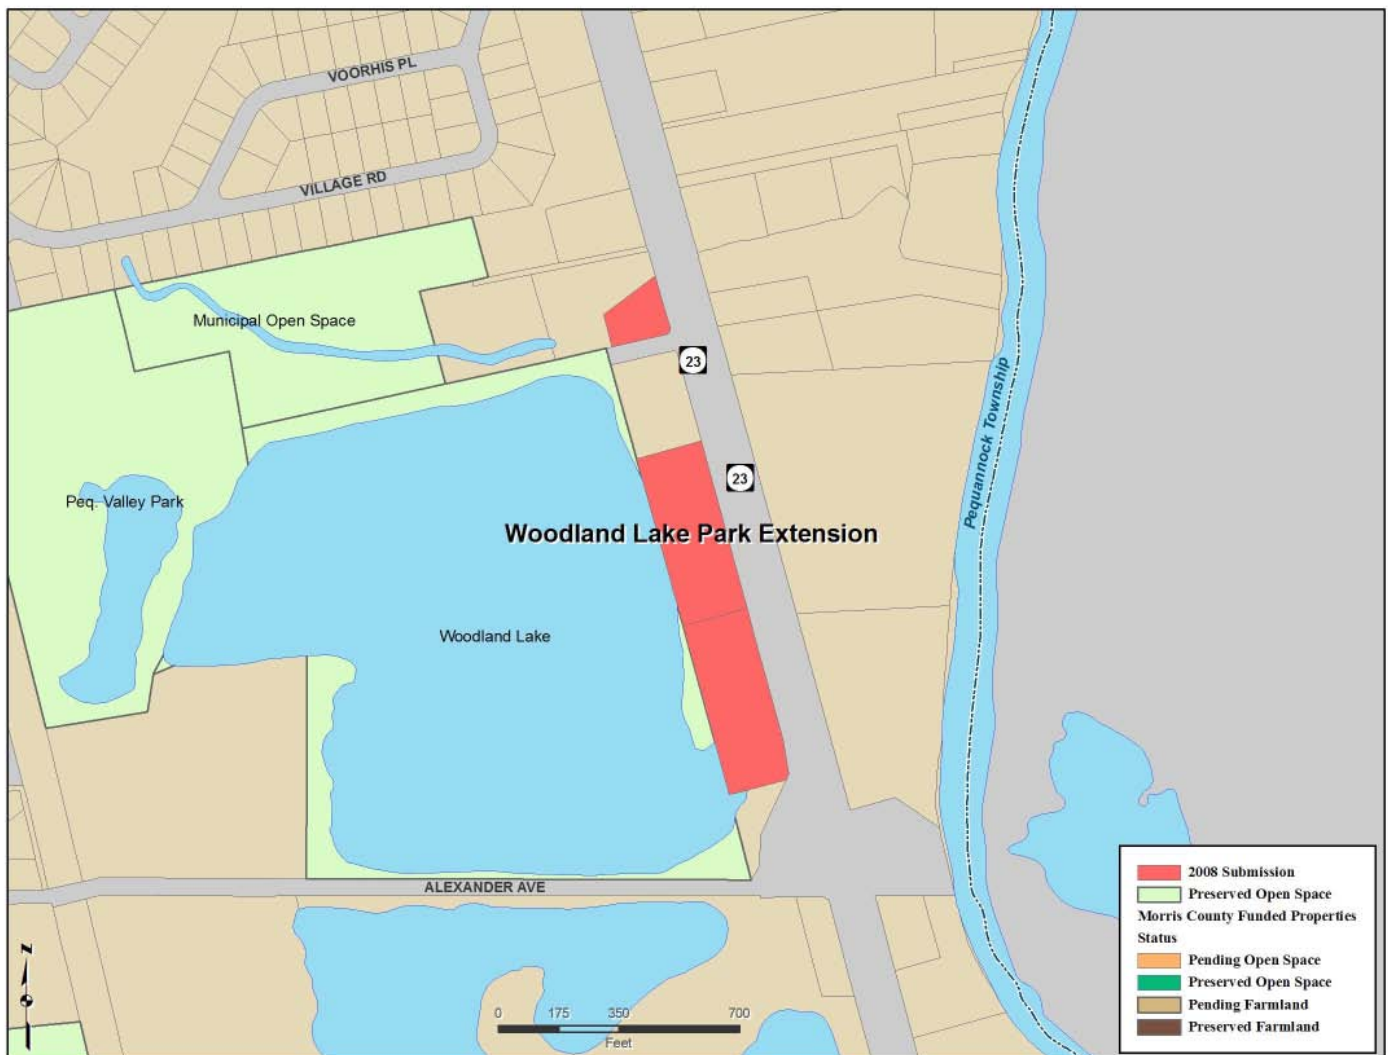 VOORHIS PL
VILLAGE RD
Municipal Open Space
23
Pequannock Township
23
Peq. Valley Park
Woodland Lake Park Extension
Woodland Lake
ALEXANDER AVE
2008 Submission
Preserved Open Space
Morris County Funded Properties
Status
Pending Open Space
Preserved Open Space
Pending Farmland
Preserved Farmland
N
0 175 350 700
Feet